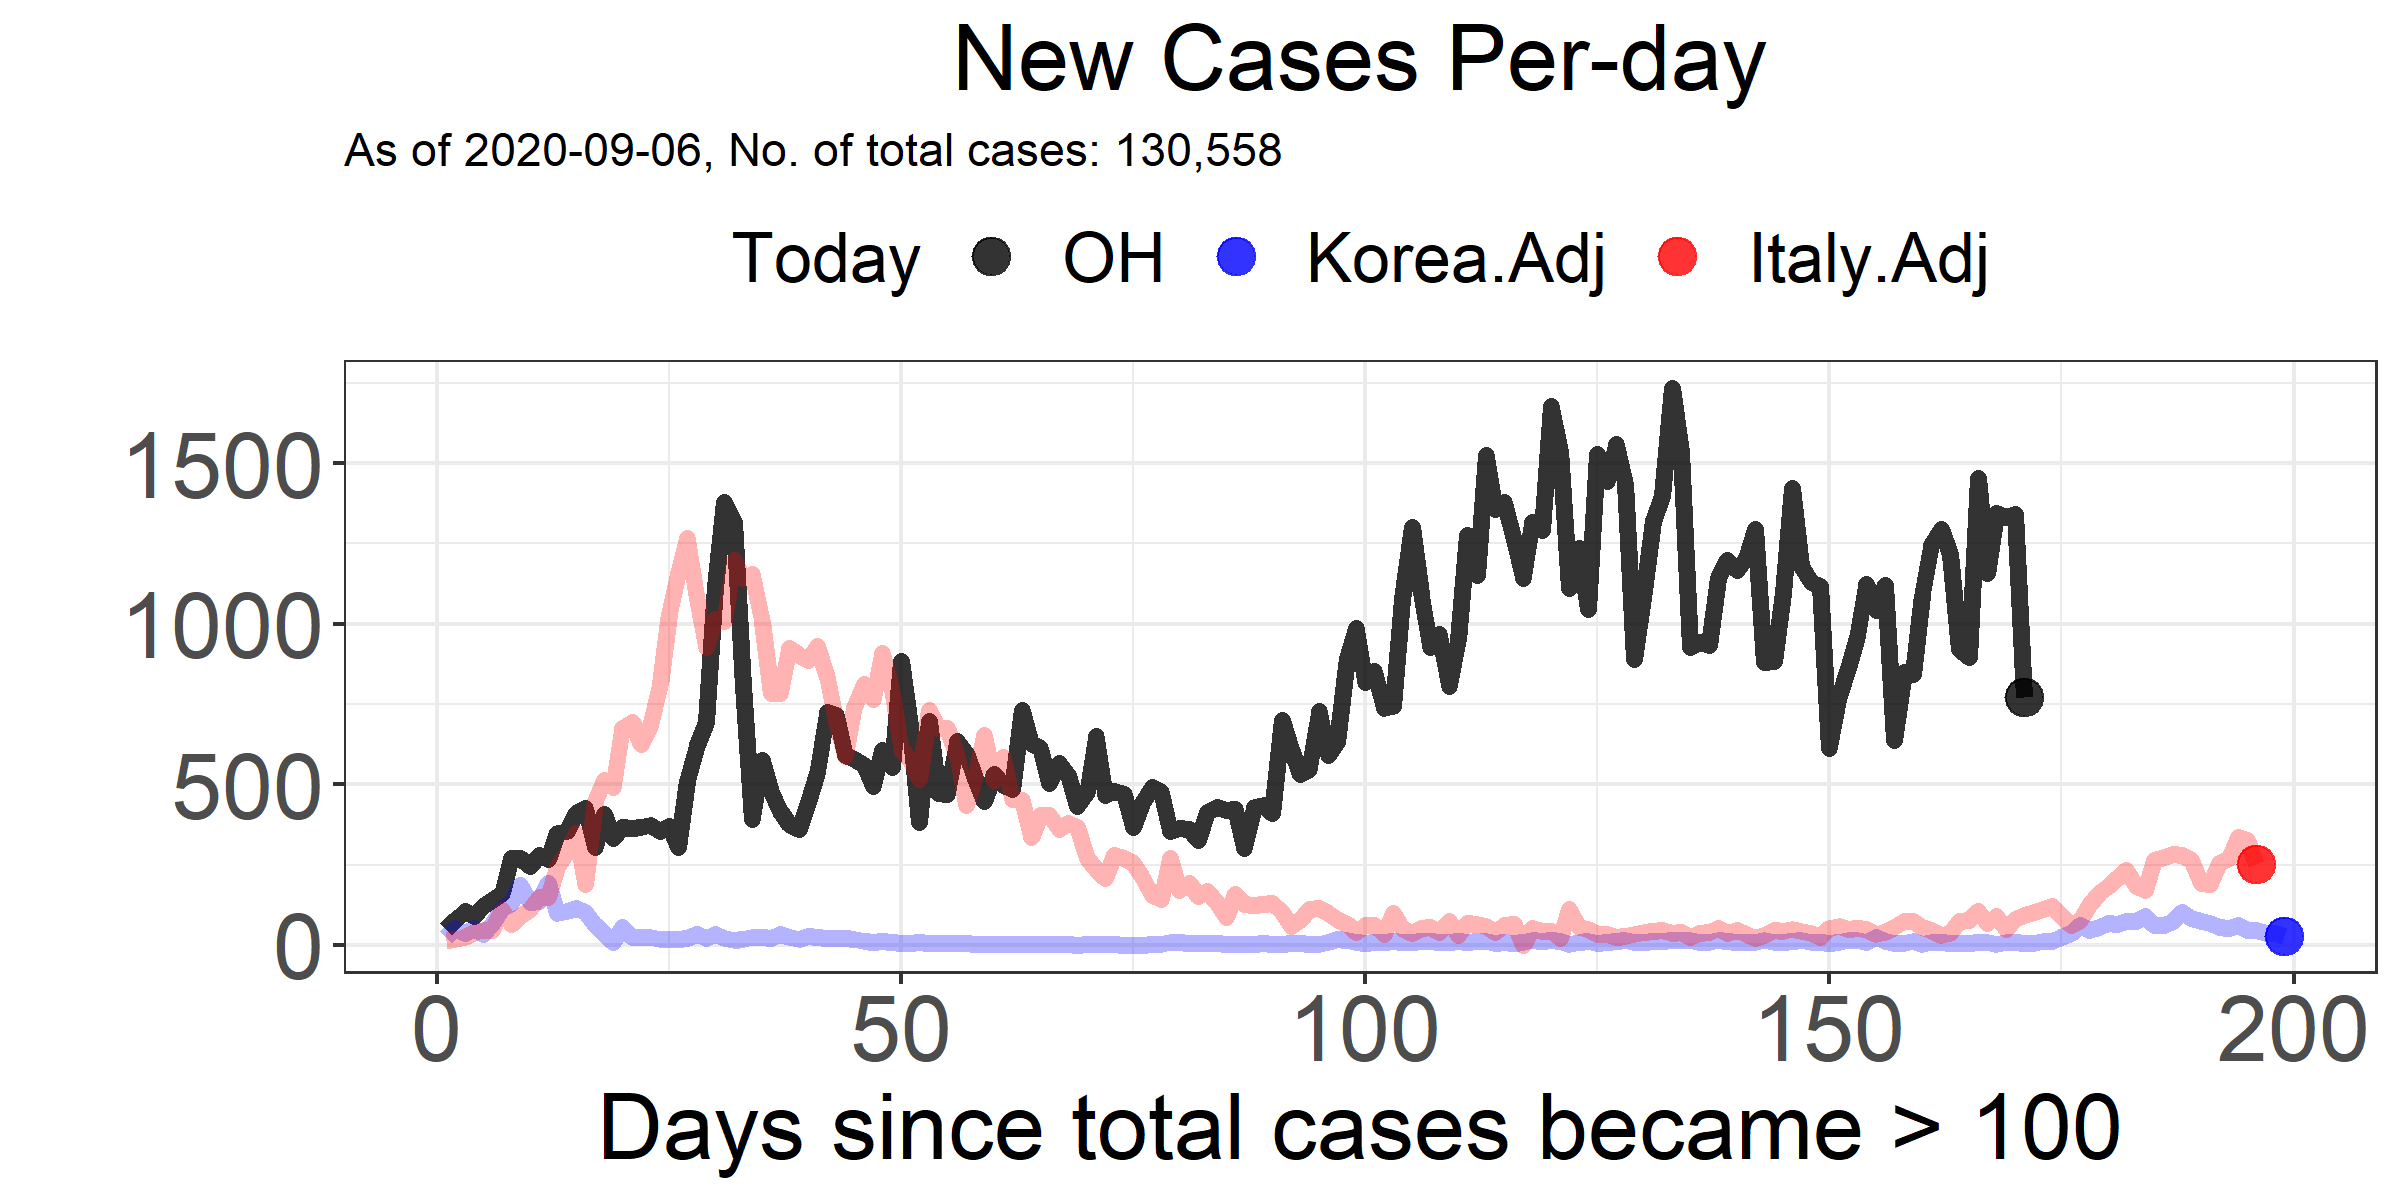 New Cases Per-day
As of 2020-09-06, No. of total cases: 130,558
Today OH Korea.Adj Italy.Adj
1500
1000
500
0
0 50 100 150 200
Days since total cases became > 100